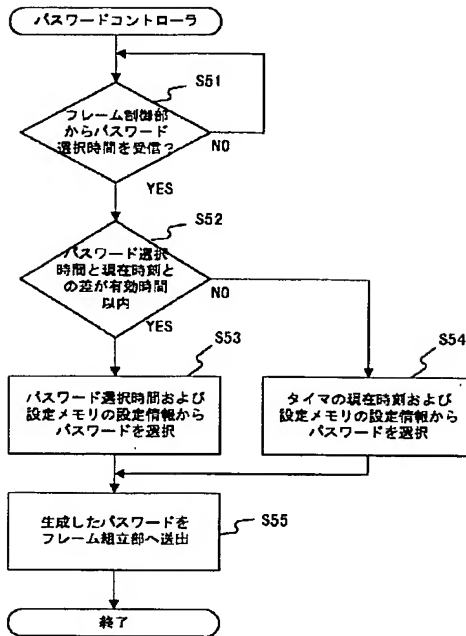 パスワードコントローラ
S51
フレーム制御部
からパスワード
選択時間を受信？
NO
YES
S52
パスワード選択
時間と現在時刻と
の差が有効時間
以内
NO
YES
S53
パスワード選択時間および
設定メモリの設定情報から
パスワードを選択
S54
タイマの現在時刻および
設定メモリの設定情報から
パスワードを選択
生成したパスワードを
フレーム組立部へ送出
S55
終了